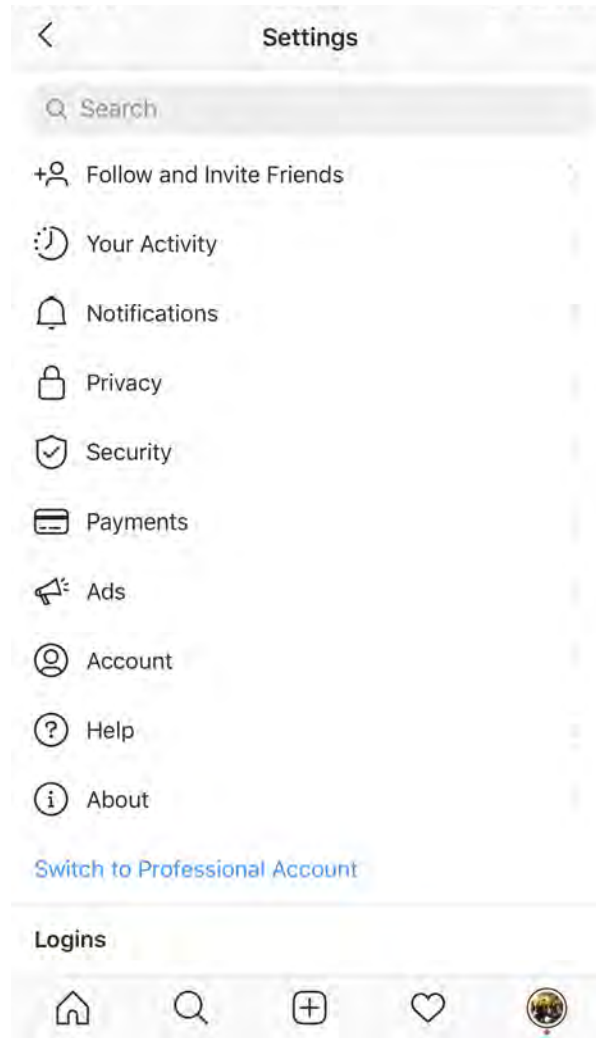 Settings
Search
Follow and Invite Friends
Your Activity
Notifications
Privacy
Security
Payments
Ads
Account
Help
About
Switch to Professional Account
Logins